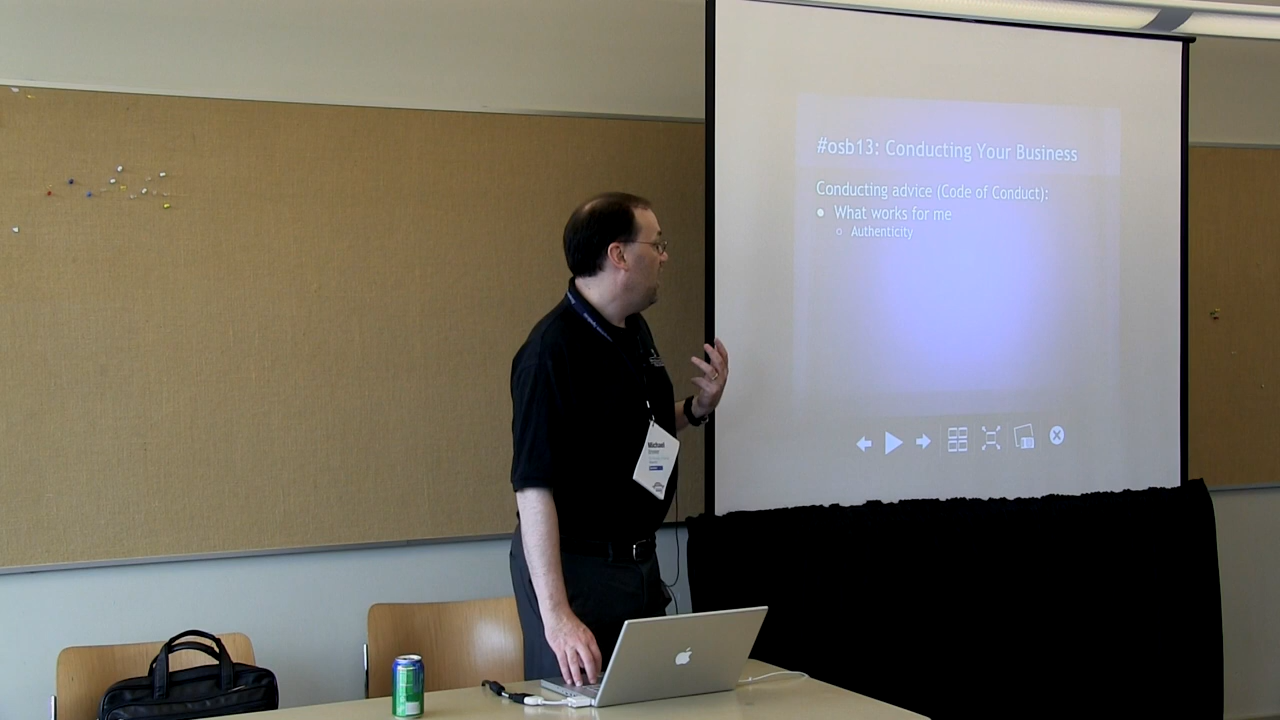 #osb13: Conducting Your Business
Conducting advice (Code of Conduct):
What works for me
Authenticity
Michael